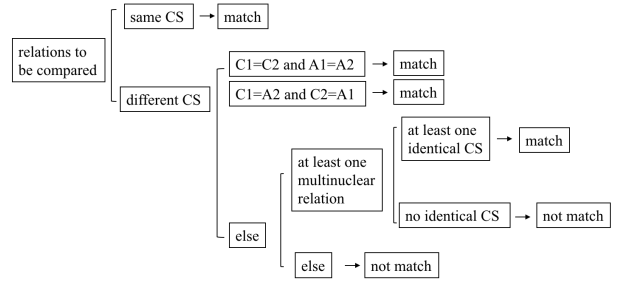 same CS
match
relations to
be compared
C1=C2 and A1=A2
match
C1=A2 and C2=A1
match
different CS
at least one
identical CS
match
at least one
multinuclear
relation
no identical CS
not match
else
else
not match